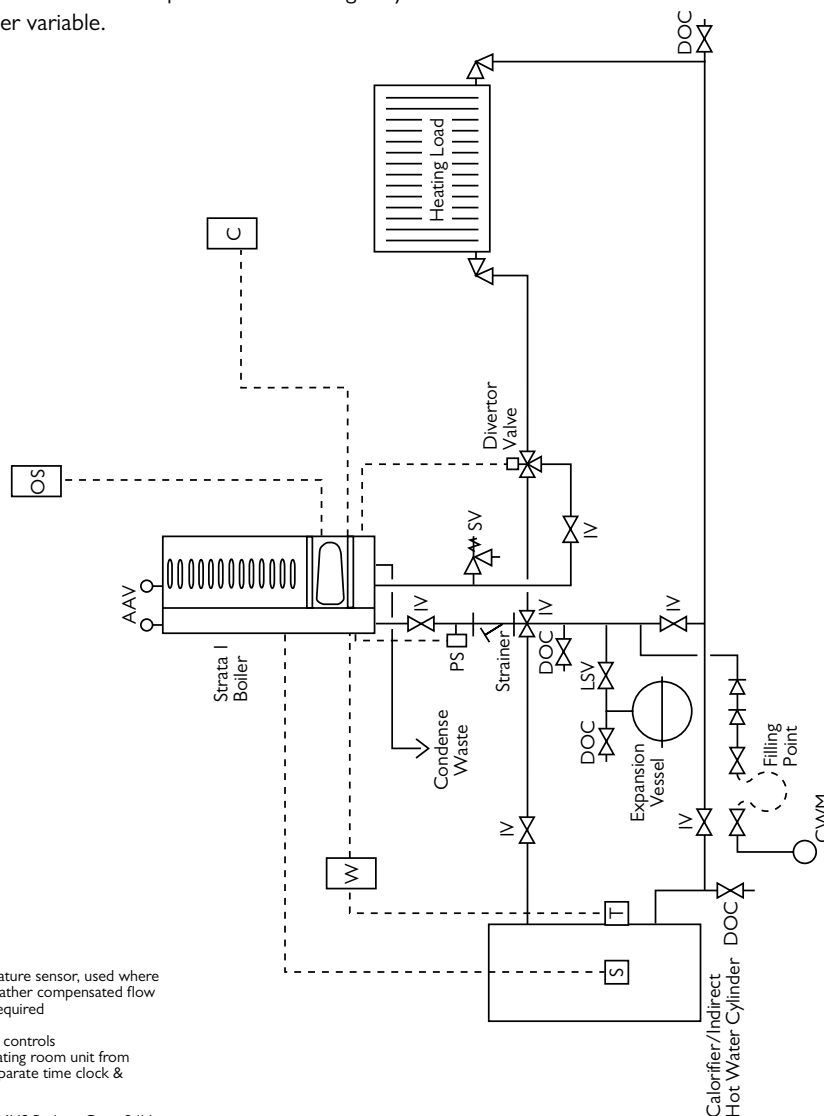 er variable.
DOC
Heating Load
C
OS
Divertor
Valve
AAV
SV
IV
Strata 1
Boiler
IV
PS
Strainer
IV
DOC
LSV
DOC
IV
Condense
Waste
Expansion
Vessel
Filling
Point
IV
IV
CWM
W
T
S
DOC
Calorifier/Indirect
Hot Water Cylinder
ature sensor, used where
ather compensated flow
equired
controls
ating room unit from
parate time clock &